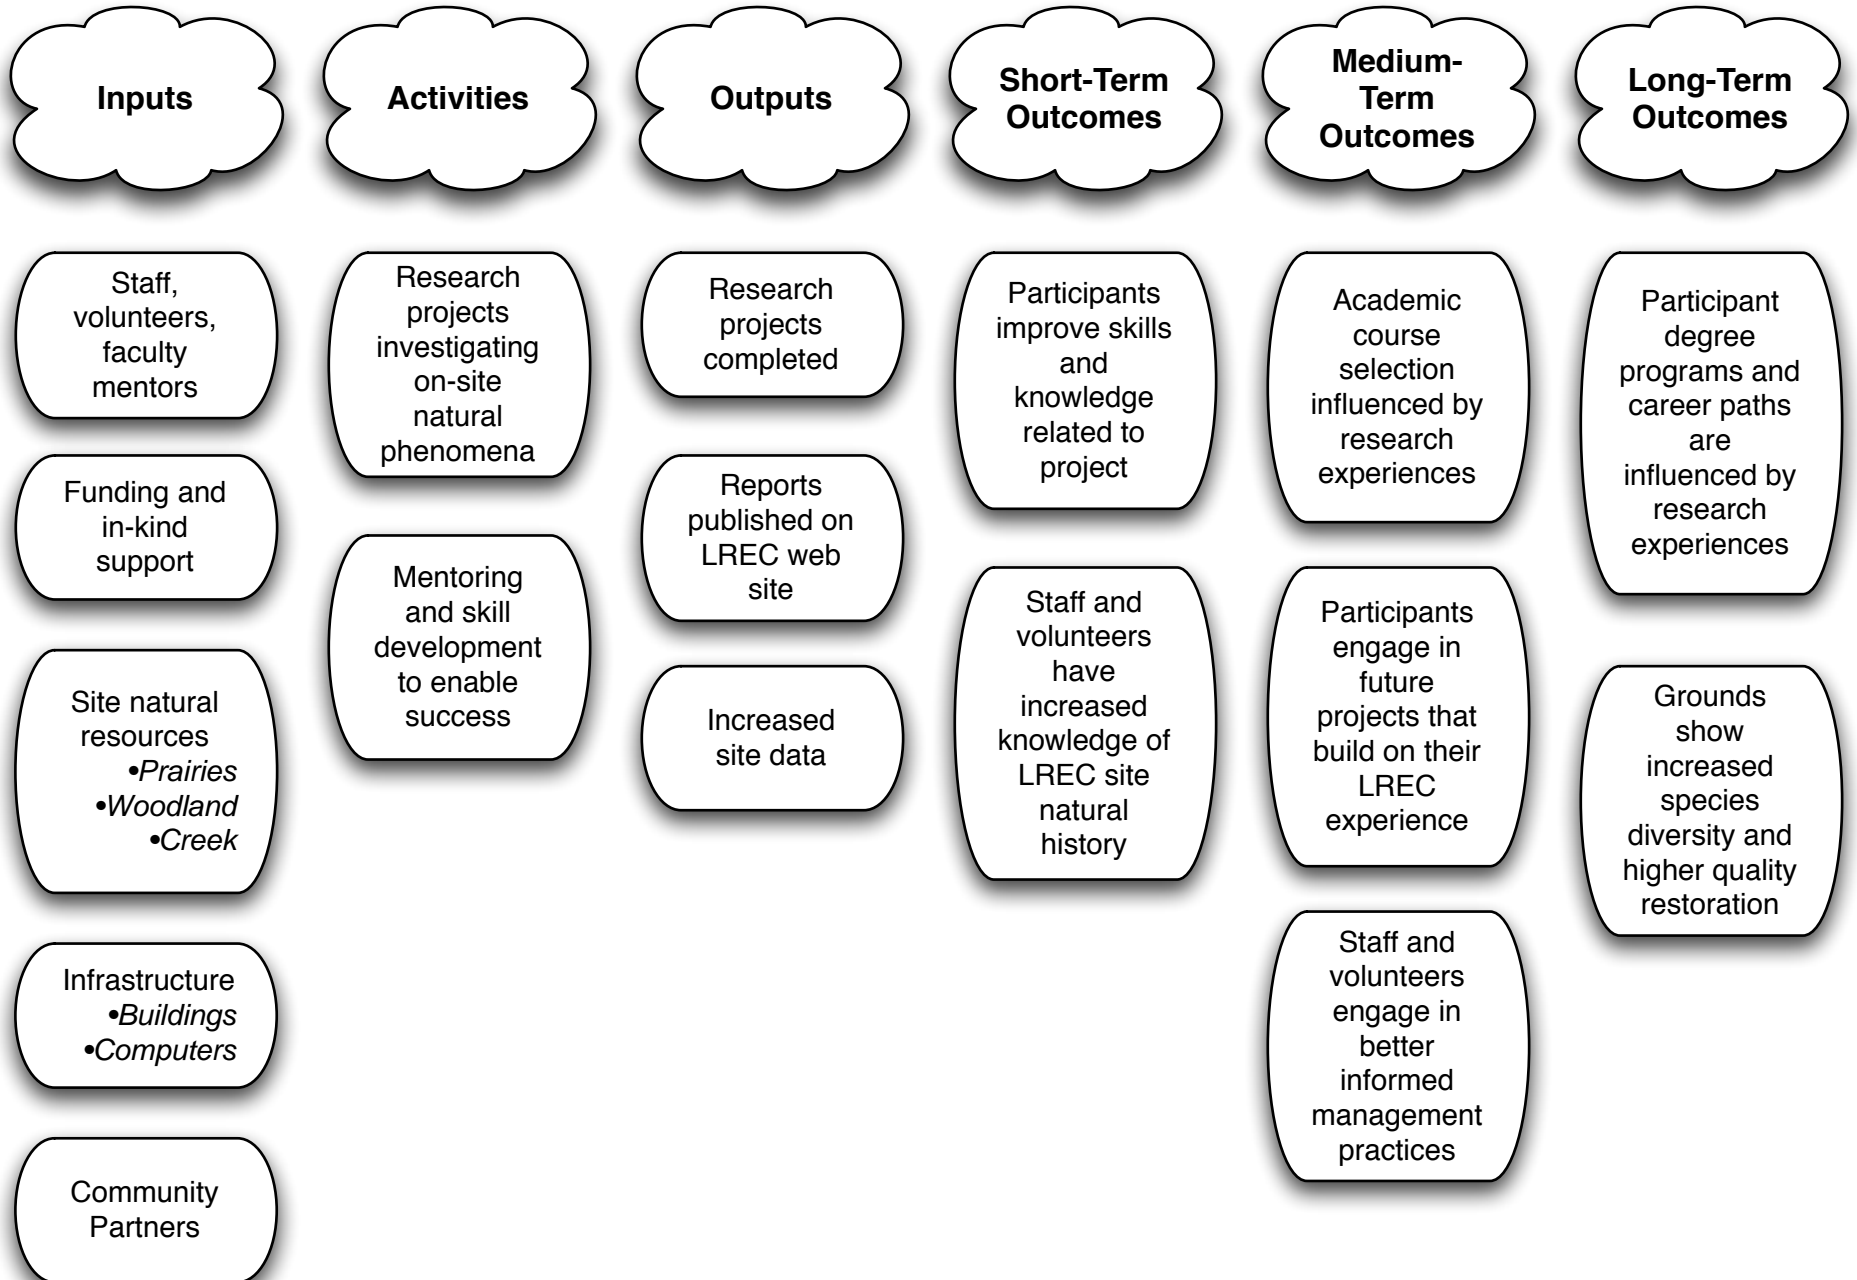 Inputs
Activities
Outputs
Short-Term
Outcomes
Medium-
Term
Outcomes
Long-Term
Outcomes
Staff,
volunteers,
faculty
mentors
Funding and
in-kind
support
Site natural
resources
•Prairies
•Woodland
•Creek
Infrastructure
•Buildings
•Computers
Community
Partners
Research
projects
investigating
on-site
natural
phenomena
Mentoring
and skill
development
to enable
success
Research
projects
completed
Reports
published on
LREC web
site
Increased
site data
Participants
improve skills
and
knowledge
related to
project
Staff and
volunteers
have
increased
knowledge of
LREC site
natural
history
Academic
course
selection
influenced by
research
experiences
Participants
engage in
future
projects that
build on their
LREC
experience
Staff and
volunteers
engage in
better
informed
management
practices
Participant
degree
programs and
career paths
are
influenced by
research
experiences
Grounds
show
increased
species
diversity and
higher quality
restoration